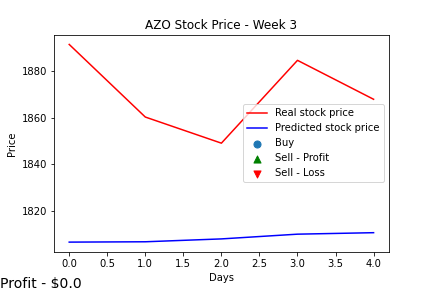 AZO Stock Price - Week 3
Price
1880
1860
1840
1820
Real stock price
Predicted stock price
Buy
Sell - Profit
Sell - Loss
0.0 0.5 1.0 1.5 2.0 2.5 3.0 3.5 4.0
Days
Profit - $0.0